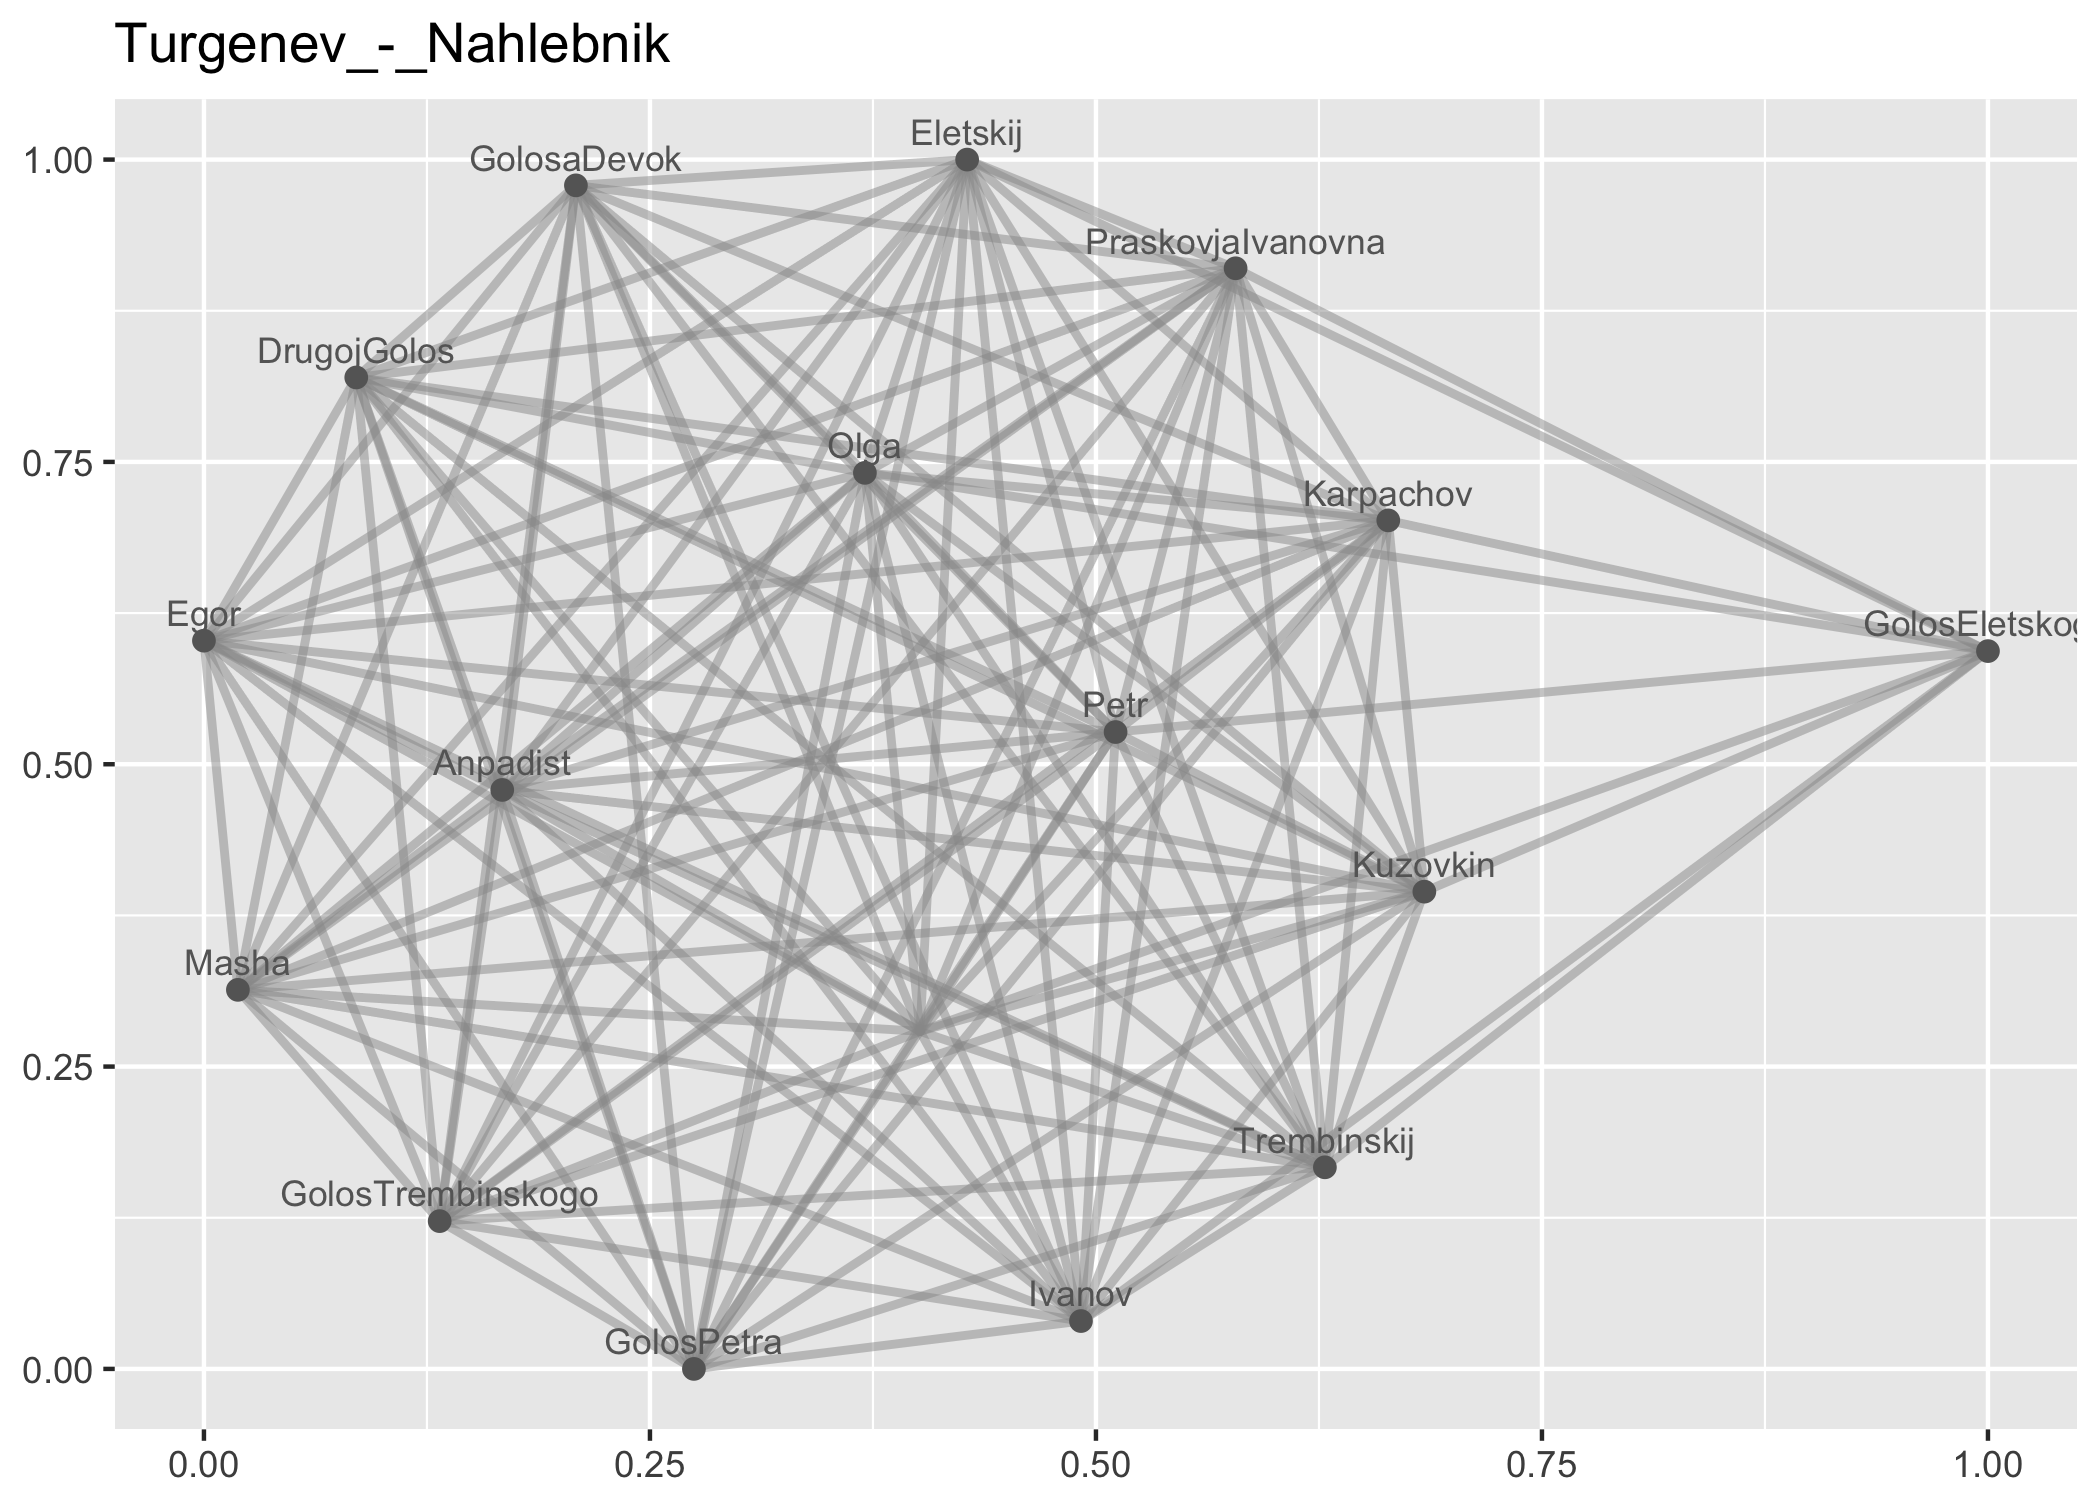 Turgenev_-_Nahlebnik
Eletskij
GolosaDevok
PraskovjaIvanovna
DrugojGolos
Olga
Karpachov
Egor
GolosEletskog
Petr
Anpadist
Kuzovkin
Masha
Trembinskij
GolosTrembinskogo
Ivanov
GolosPetra
1.00
0.75
0.50
0.25
0.00
0.00 0.25 0.50 0.75 1.00